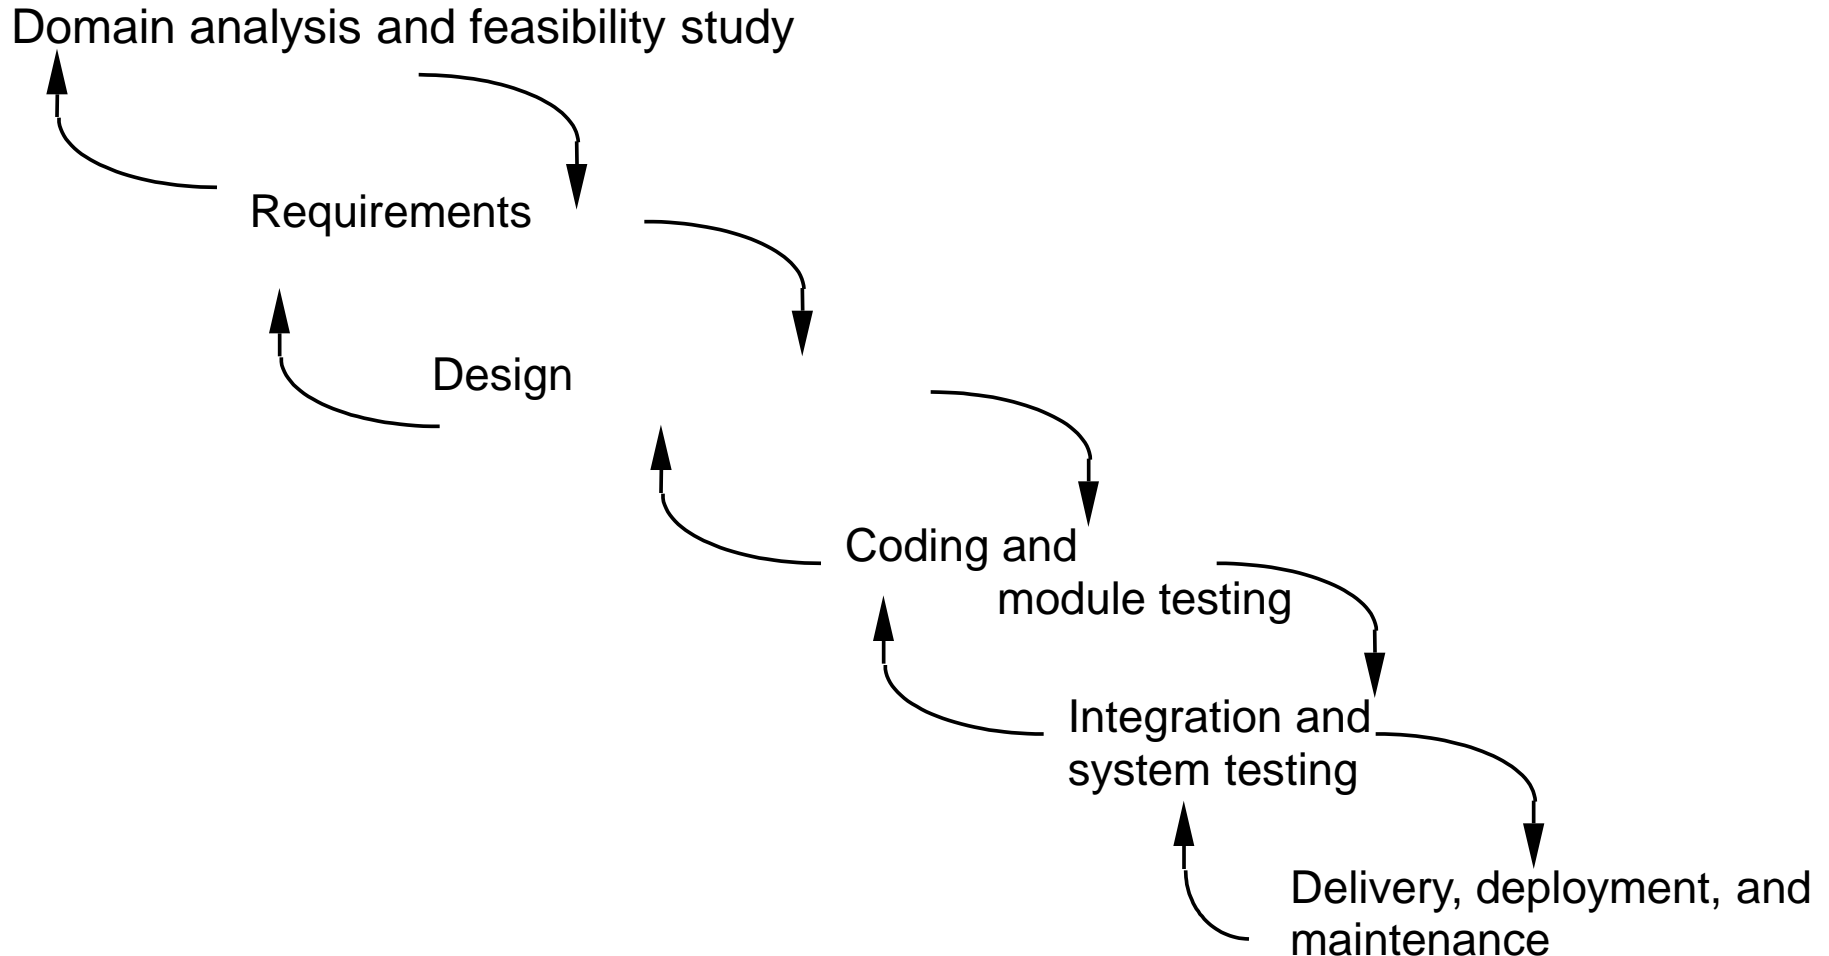 Domain analysis and feasibility study
Requirements
Design
Coding and
module testing
Integration and
system testing
Delivery, deployment, and
maintenance